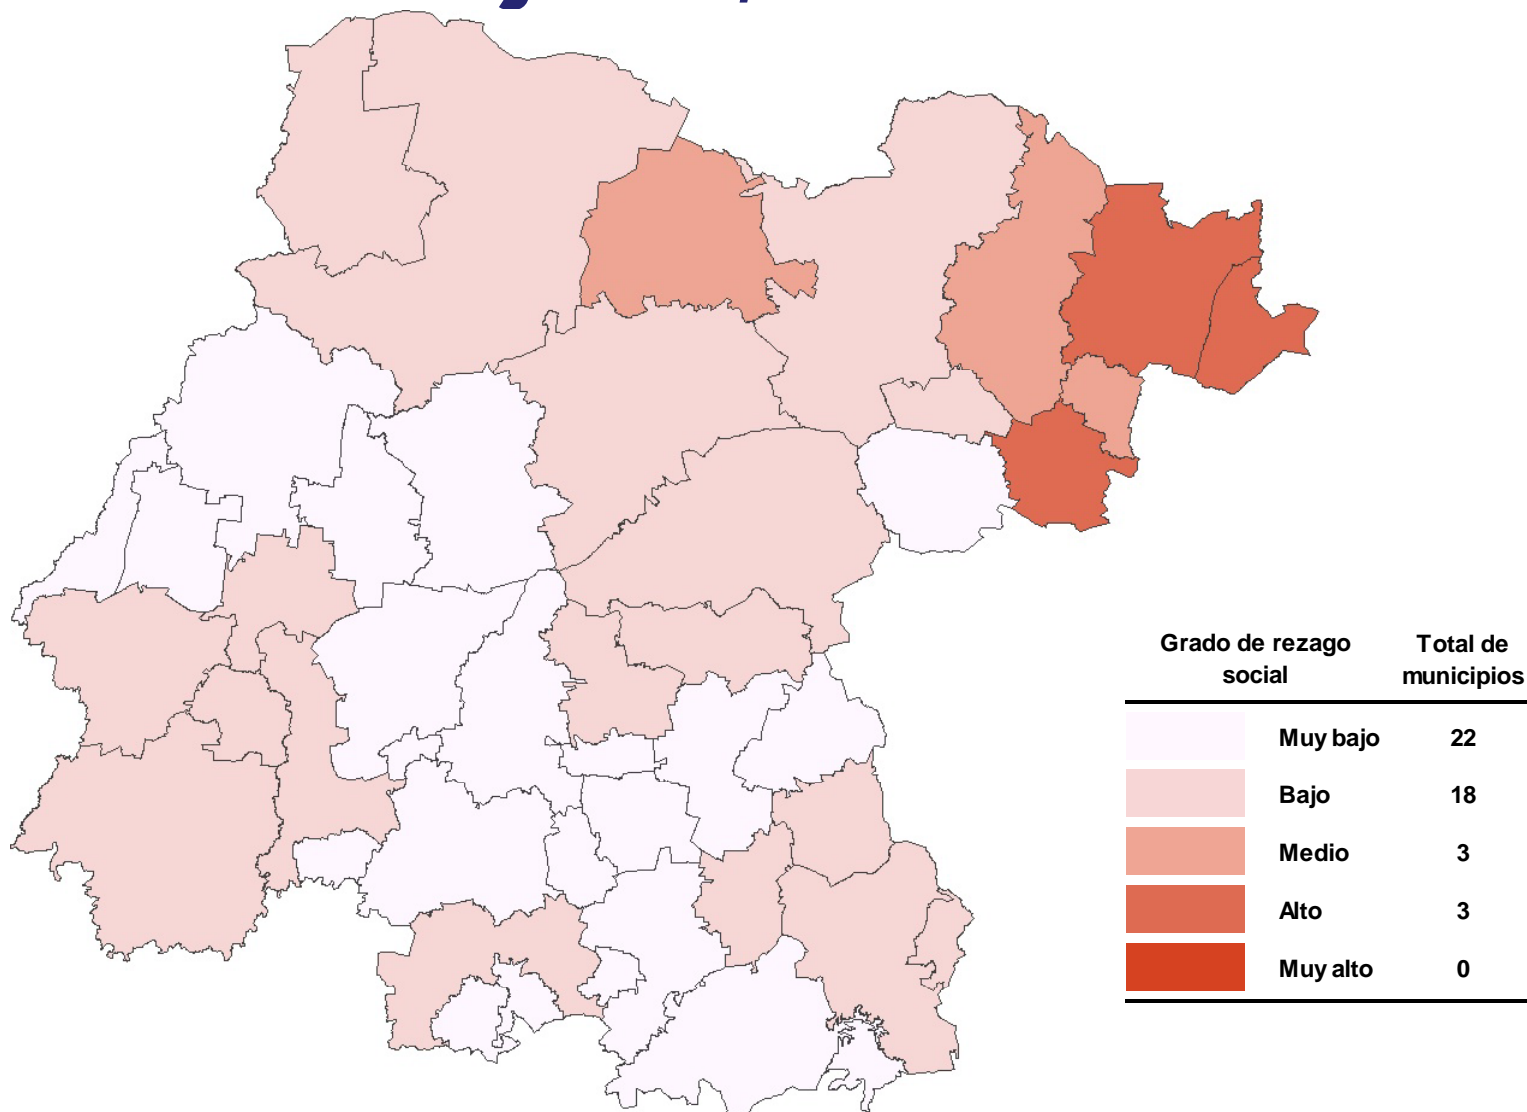 Grado de rezago Total de
social municipios
Muy bajo 22
Bajo 18
Medio 3
Alto 3
Muy alto 0